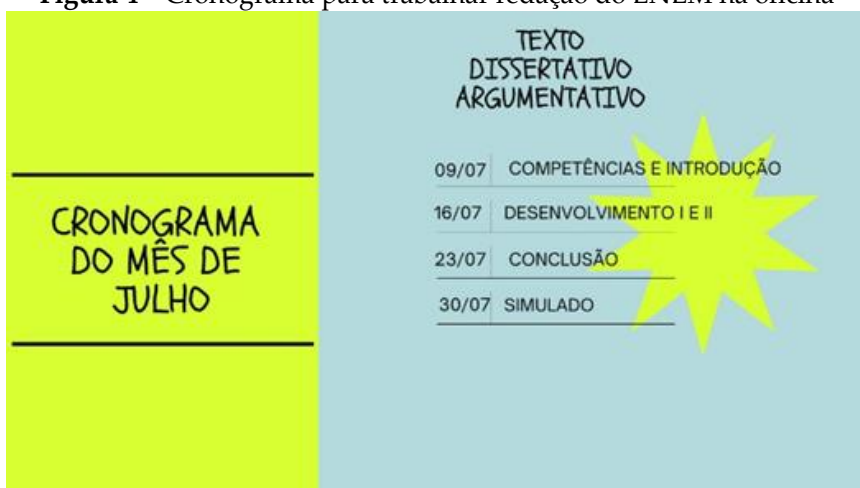 Figura 1 - Cronograma para trabalhar redação do ENEM na oficina
CRONOGRAMA
DO MÊS DE
JULHO
TEXTO
DISSERTATIVO
ARGUMENTATIVO
09/07 COMPETÊNCIAS E INTRODUÇÃO
16/07 DESENVOLVIMENTO I E II
23/07 CONCLUSÃO
30/07 SIMULADO